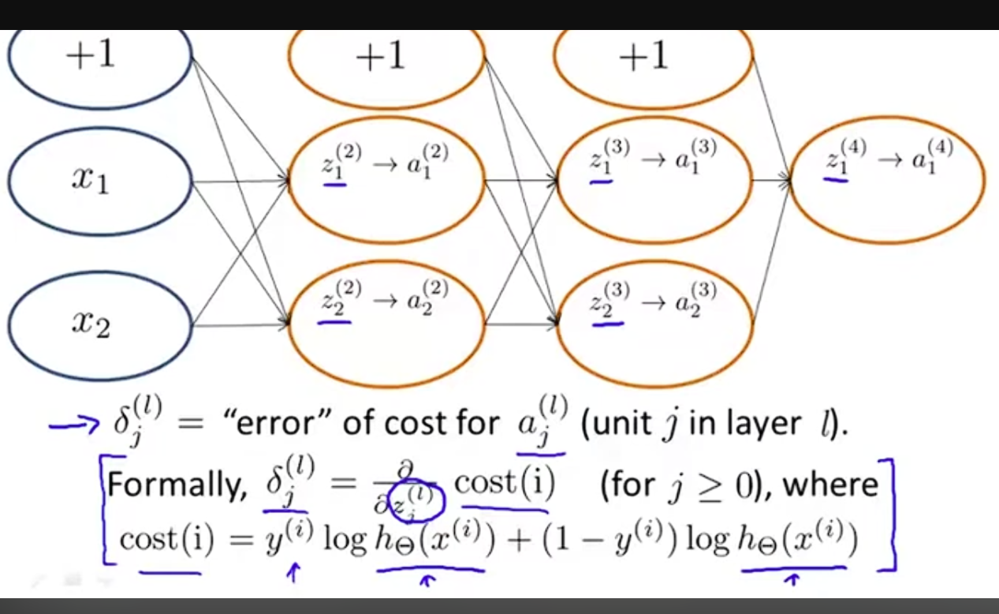 +1 +1 +1
x₁ z₁⁽²⁾ → a₁⁽²⁾ z₁⁽³⁾ → a₁⁽³⁾ z₁⁽⁴⁾ → a₁⁽⁴⁾
x₂ z₂⁽²⁾ → a₂⁽²⁾ z₂⁽³⁾ → a₂⁽³⁾
→ δⱼ⁽ˡ⁾ = “error” of cost for aⱼ⁽ˡ⁾ (unit j in layer l).
Formally, δⱼ⁽ˡ⁾ = ∂/∂zⱼ⁽ˡ⁾ cost(i) (for j ≥ 0), where
cost(i) = y⁽ⁱ⁾ log h_Θ(x⁽ⁱ⁾) + (1 − y⁽ⁱ⁾) log h_Θ(x⁽ⁱ⁾)